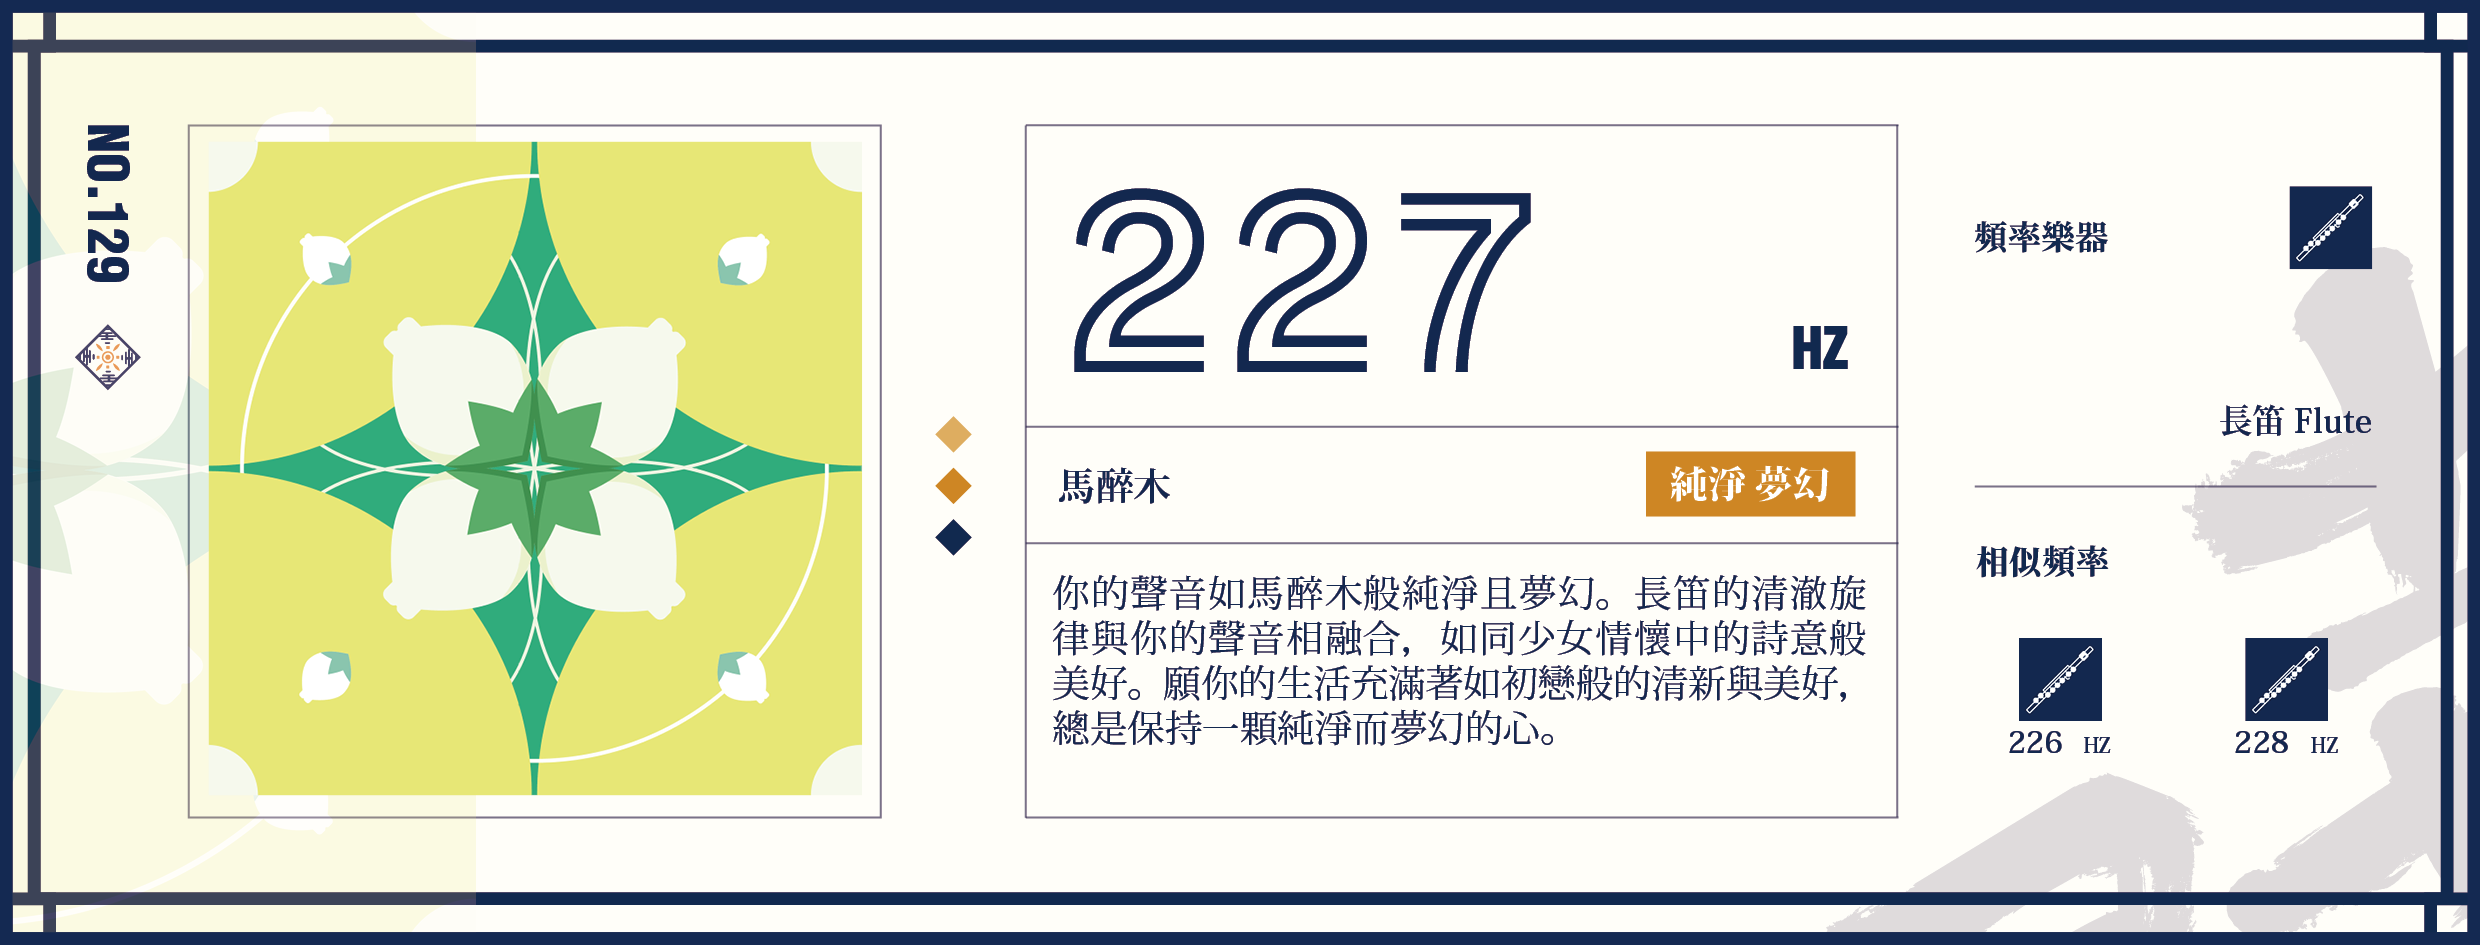 NO.129
227
HZ
馬醉木
純淨 夢幻
你的聲音如馬醉木般純淨且夢幻。長笛的清澈旋
律與你的聲音相融合，如同少女情懷中的詩意般
美好。願你的生活充滿著如初戀般的清新與美好，
總是保持一顆純淨而夢幻的心。
頻率樂器
長笛 Flute
相似頻率
226 HZ
228 HZ